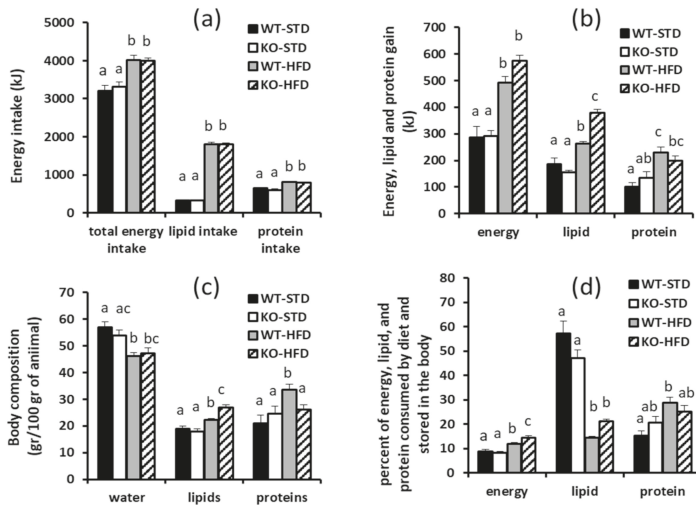 (a)
Energy intake (kJ)
5000
4000
3000
2000
1000
0
a a b b
a a b b
a a b b
WT-STD
KO-STD
WT-HFD
KO-HFD
total energy lipid intake protein
intake intake
(b)
Energy, lipid and protein gain
(kJ)
700
600
500
400
300
200
100
0
a a b b
a a b c
a ab c bc
WT-STD
KO-STD
WT-HFD
KO-HFD
energy lipid protein
(c)
Body composition
(gr/100 gr of aniimal)
70
60
50
40
30
20
10
0
a ac b bc
a a b c
a a b a
WT-STD
KO-STD
WT-HFD
KO-HFD
water lipids proteins
(d)
percent of energy, lipid, and
protein consumed by diet and
stored in the body
80
70
60
50
40
30
20
10
0
a a b c
a a b b
a ab b ab
WT-STD
KO-STD
WT-HFD
KO-HFD
energy lipid protein